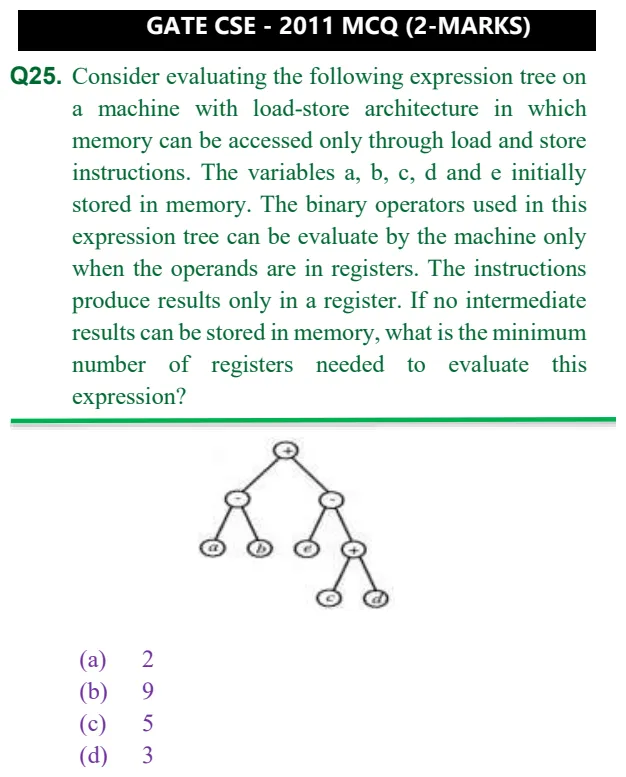 GATE CSE - 2011 MCQ (2-MARKS)
Q25. Consider evaluating the following expression tree on
a machine with load-store architecture in which
memory can be accessed only through load and store
instructions. The variables a, b, c, d and e initially
stored in memory. The binary operators used in this
expression tree can be evaluate by the machine only
when the operands are in registers. The instructions
produce results only in a register. If no intermediate
results can be stored in memory, what is the minimum
number of registers needed to evaluate this
expression?
+
- -
a b e +
c d
(a) 2
(b) 9
(c) 5
(d) 3